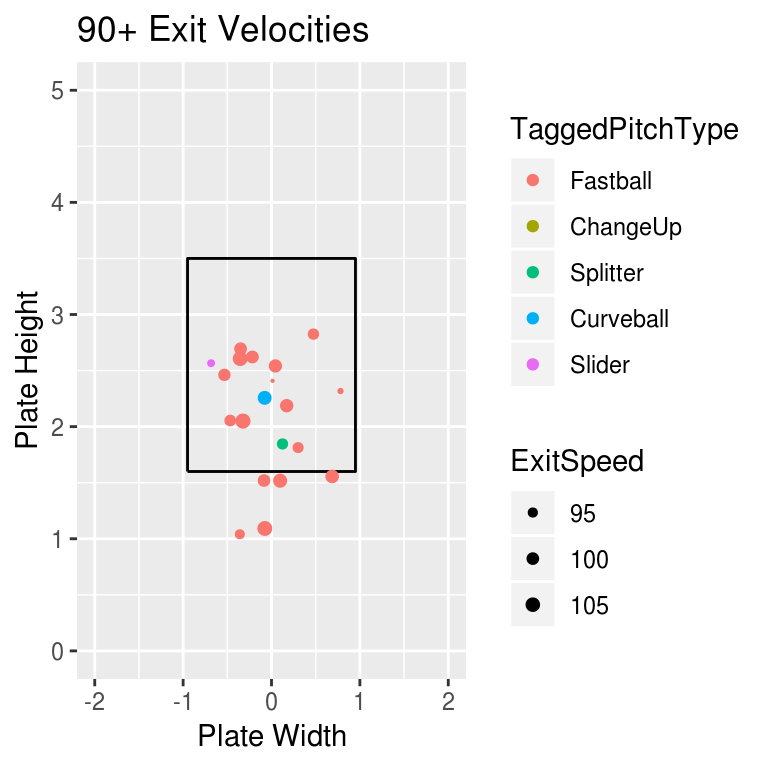 90+ Exit Velocities
5
4
3
2
1
0
Plate Height
-2 -1 0 1 2
Plate Width
TaggedPitchType
Fastball
ChangeUp
Splitter
Curveball
Slider
ExitSpeed
95
100
105